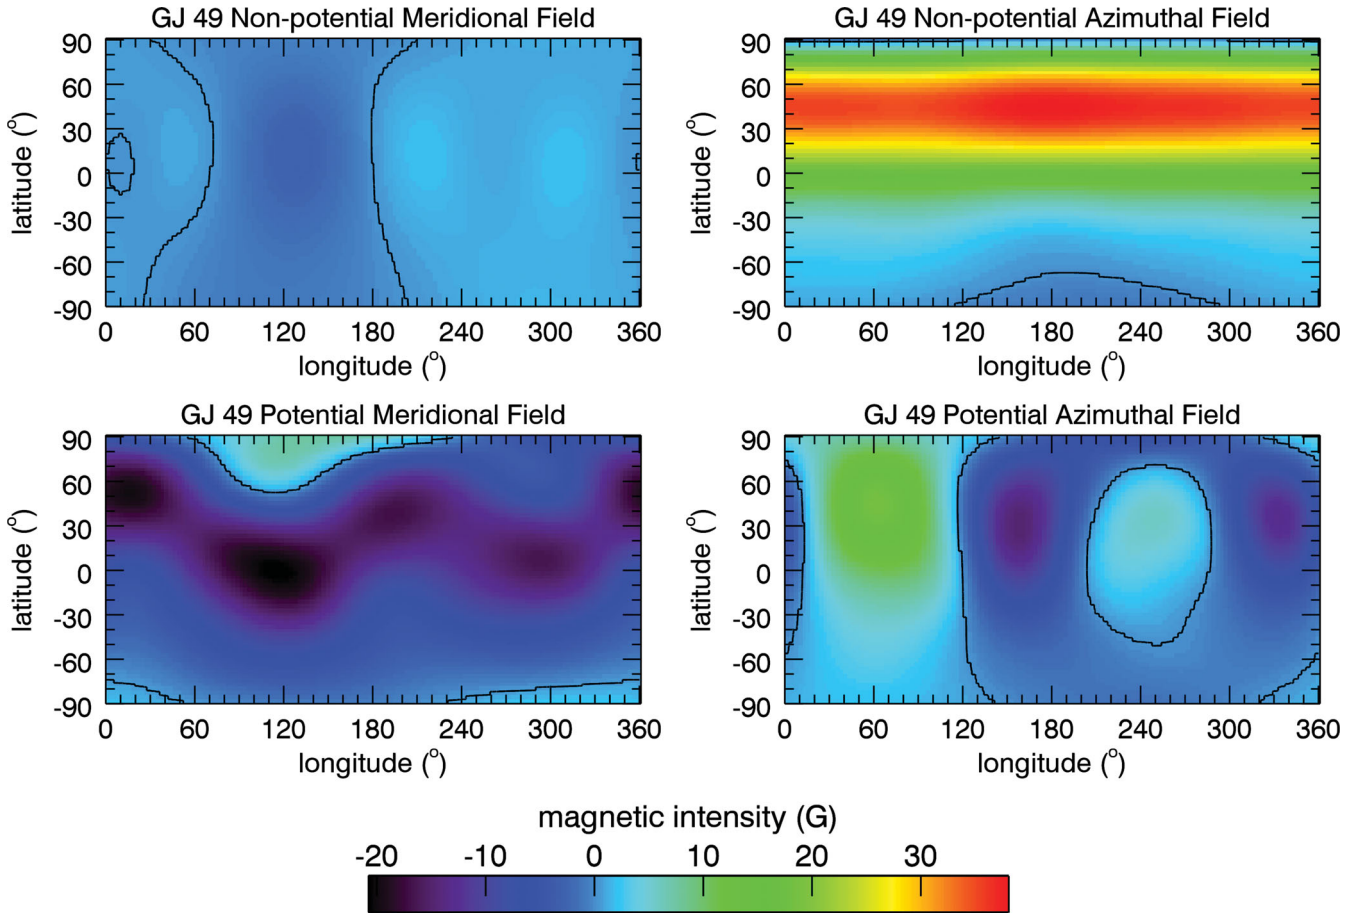 GJ 49 Non-potential Meridional Field
90
60
30
0
-30
-60
-90
latitude (°)
0 60 120 180 240 300 360
longitude (°)
GJ 49 Non-potential Azimuthal Field
90
60
30
0
-30
-60
-90
latitude (°)
0 60 120 180 240 300 360
longitude (°)
GJ 49 Potential Meridional Field
90
60
30
0
-30
-60
-90
latitude (°)
0 60 120 180 240 300 360
longitude (°)
GJ 49 Potential Azimuthal Field
90
60
30
0
-30
-60
-90
latitude (°)
0 60 120 180 240 300 360
longitude (°)
magnetic intensity (G)
-20 -10 0 10 20 30